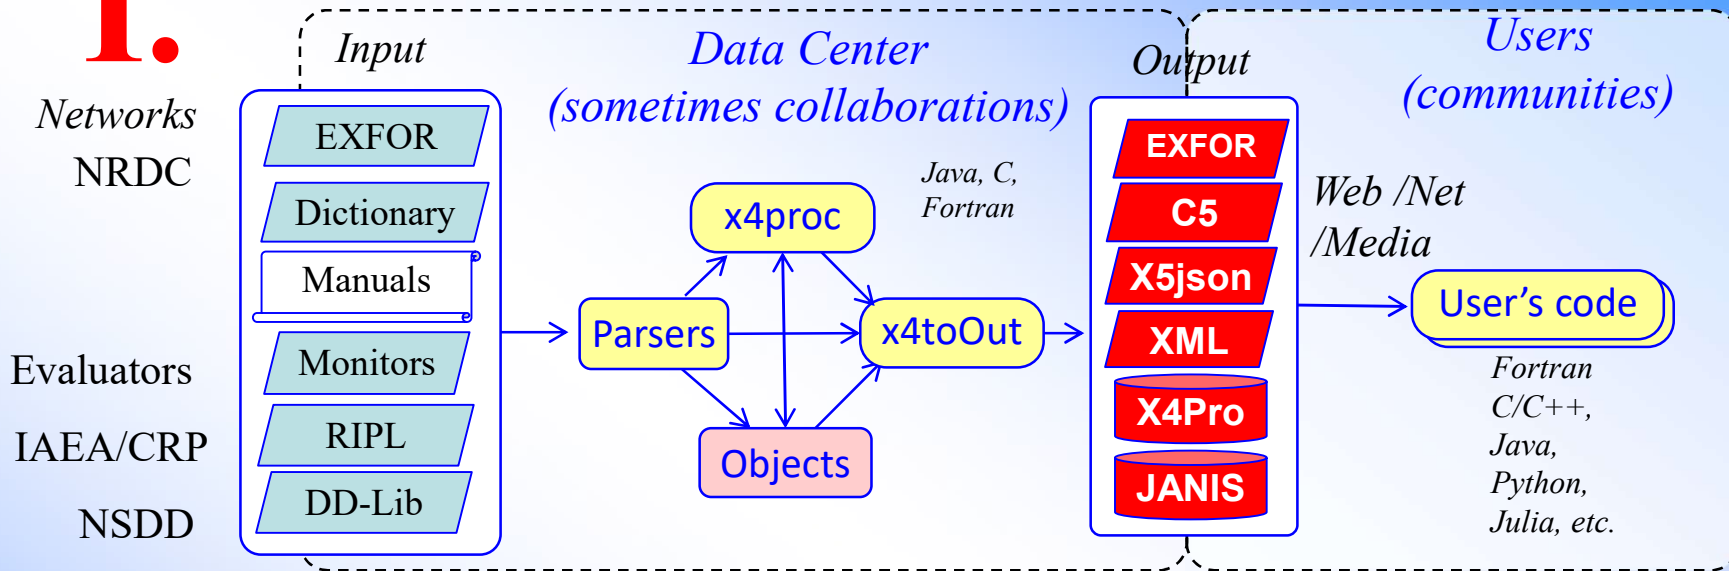 1.
Input
Data Center
(sometimes collaborations)
Output
Users
(communities)
Networks
NRDC
Evaluators
IAEA/CRP
NSDD
EXFOR
Dictionary
Manuals
Monitors
RIPL
DD-Lib
x4proc
Java, C,
Fortran
Parsers
x4toOut
Objects
EXFOR
C5
X5json
XML
X4Pro
JANIS
Web /Net
/Media
User's code
Fortran
C/C++,
Java,
Python,
Julia, etc.